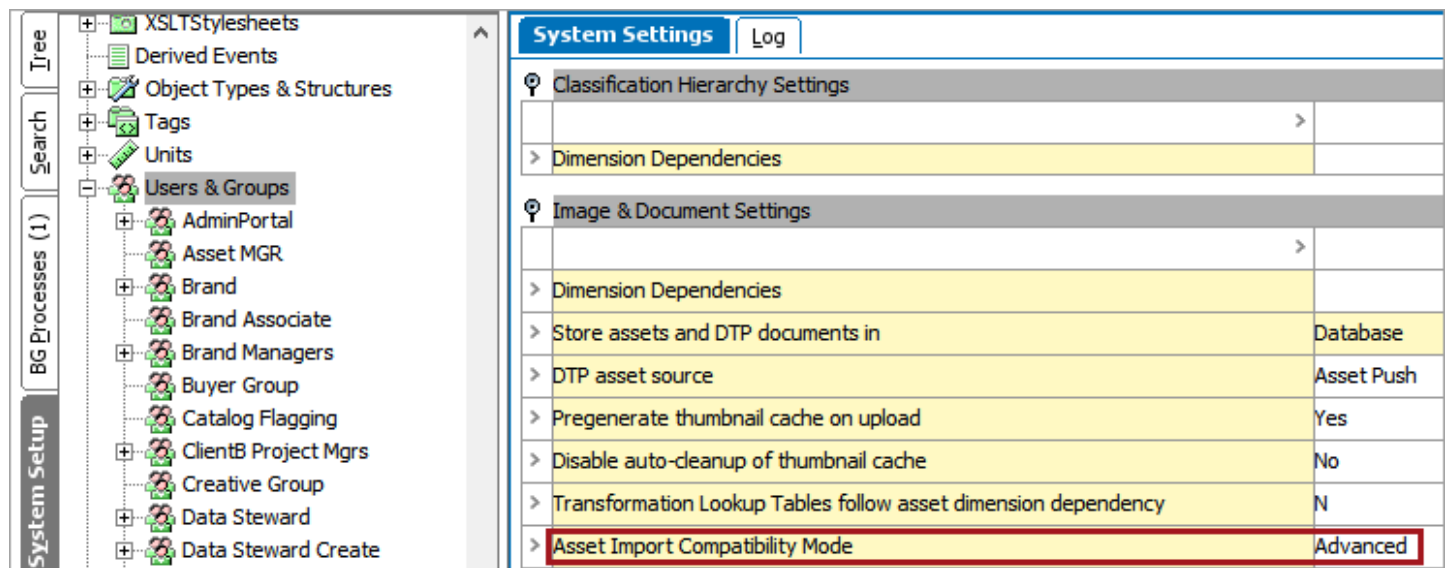 Tree
Search
BG Processes (1)
System Setup
XSLTStylesheets
Derived Events
Object Types & Structures
Tags
Units
Users & Groups
AdminPortal
Asset MGR
Brand
Brand Associate
Brand Managers
Buyer Group
Catalog Flagging
ClientB Project Mgrs
Creative Group
Data Steward
Data Steward Create
System Settings Log
Classification Hierarchy Settings
>
> Dimension Dependencies
Image & Document Settings
>
> Dimension Dependencies
> Store assets and DTP documents in Database
> DTP asset source Asset Push
> Pregenerate thumbnail cache on upload Yes
> Disable auto-cleanup of thumbnail cache No
> Transformation Lookup Tables follow asset dimension dependency N
> Asset Import Compatibility Mode Advanced